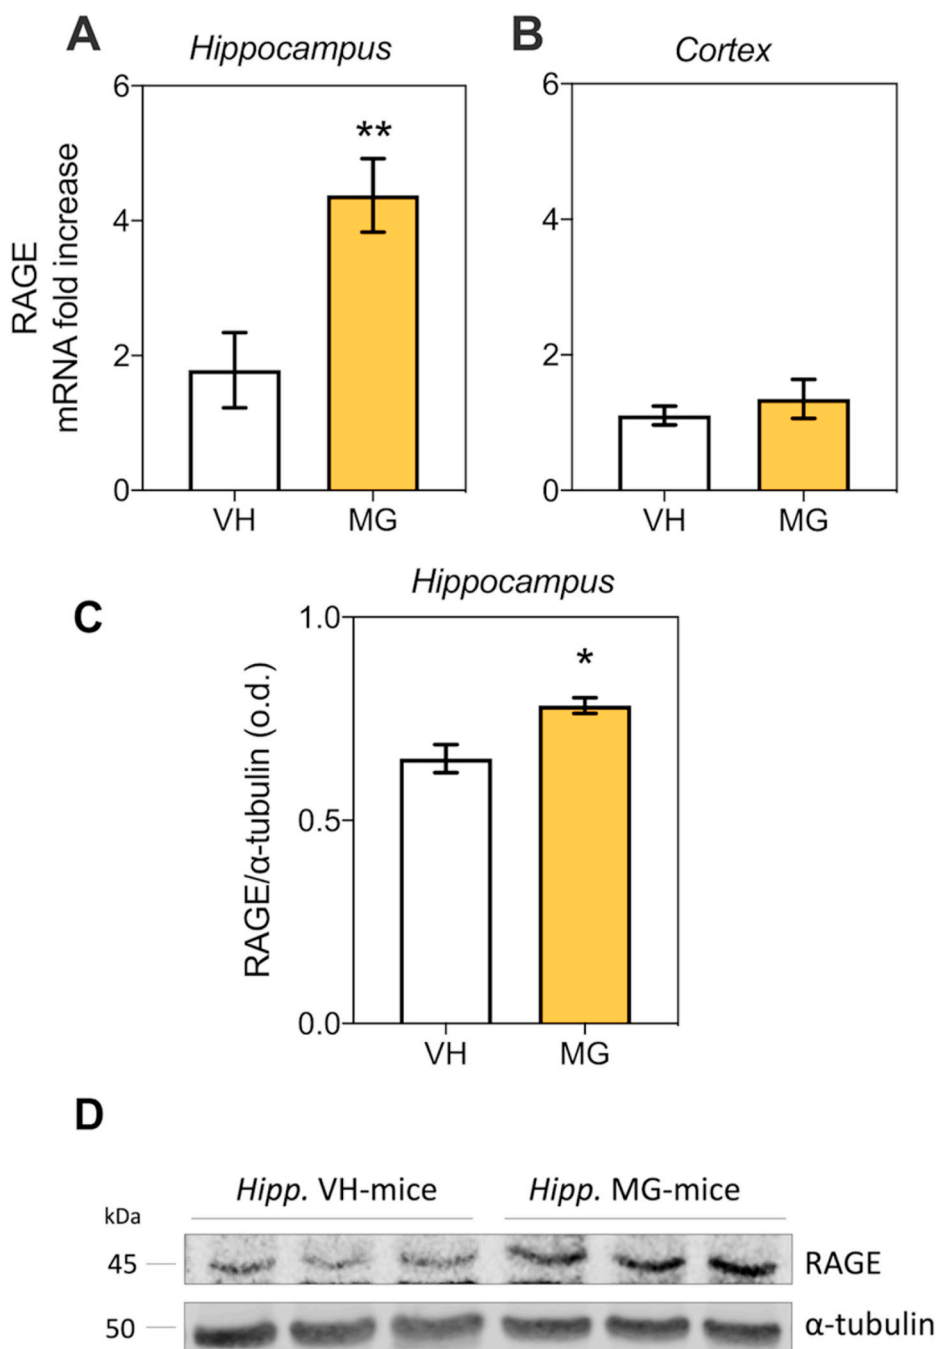 A
Hippocampus
B
Cortex
RAGE
mRNA fold increase
6
4
2
0
**
VH
MG
6
4
2
0
VH
MG
C
Hippocampus
RAGE/α-tubulin (o.d.)
1.0
0.5
0.0
*
VH
MG
D
Hipp. VH-mice
Hipp. MG-mice
kDa
45
RAGE
50
α-tubulin